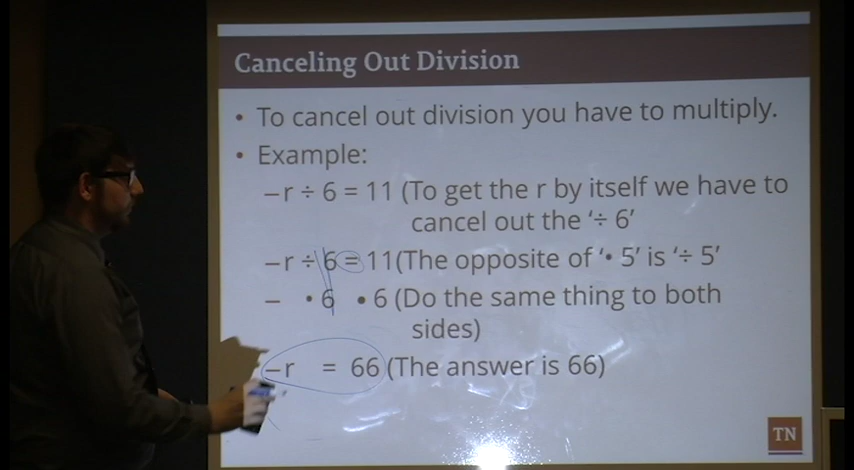 Canceling Out Division
• To cancel out division you have to multiply.
• Example:
–r ÷ 6 = 11 (To get the r by itself we have to
cancel out the ‘÷ 6’
–r ÷ 6 = 11(The opposite of ‘• 5’ is ‘÷ 5’
– • 6 • 6 (Do the same thing to both
sides)
–r = 66 (The answer is 66)
TN